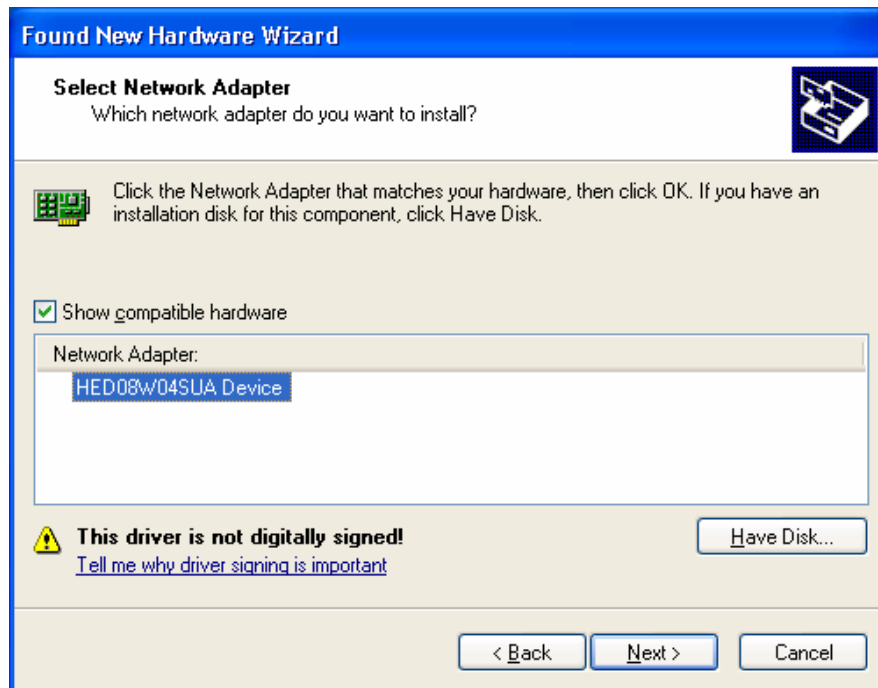 Found New Hardware Wizard
Select Network Adapter
Which network adapter do you want to install?
Click the Network Adapter that matches your hardware, then click OK. If you have an
installation disk for this component, click Have Disk.
Show compatible hardware
Network Adapter:
HED08W04SUA Device
This driver is not digitally signed!
Have Disk...
Tell me why driver signing is important
< Back
Next >
Cancel